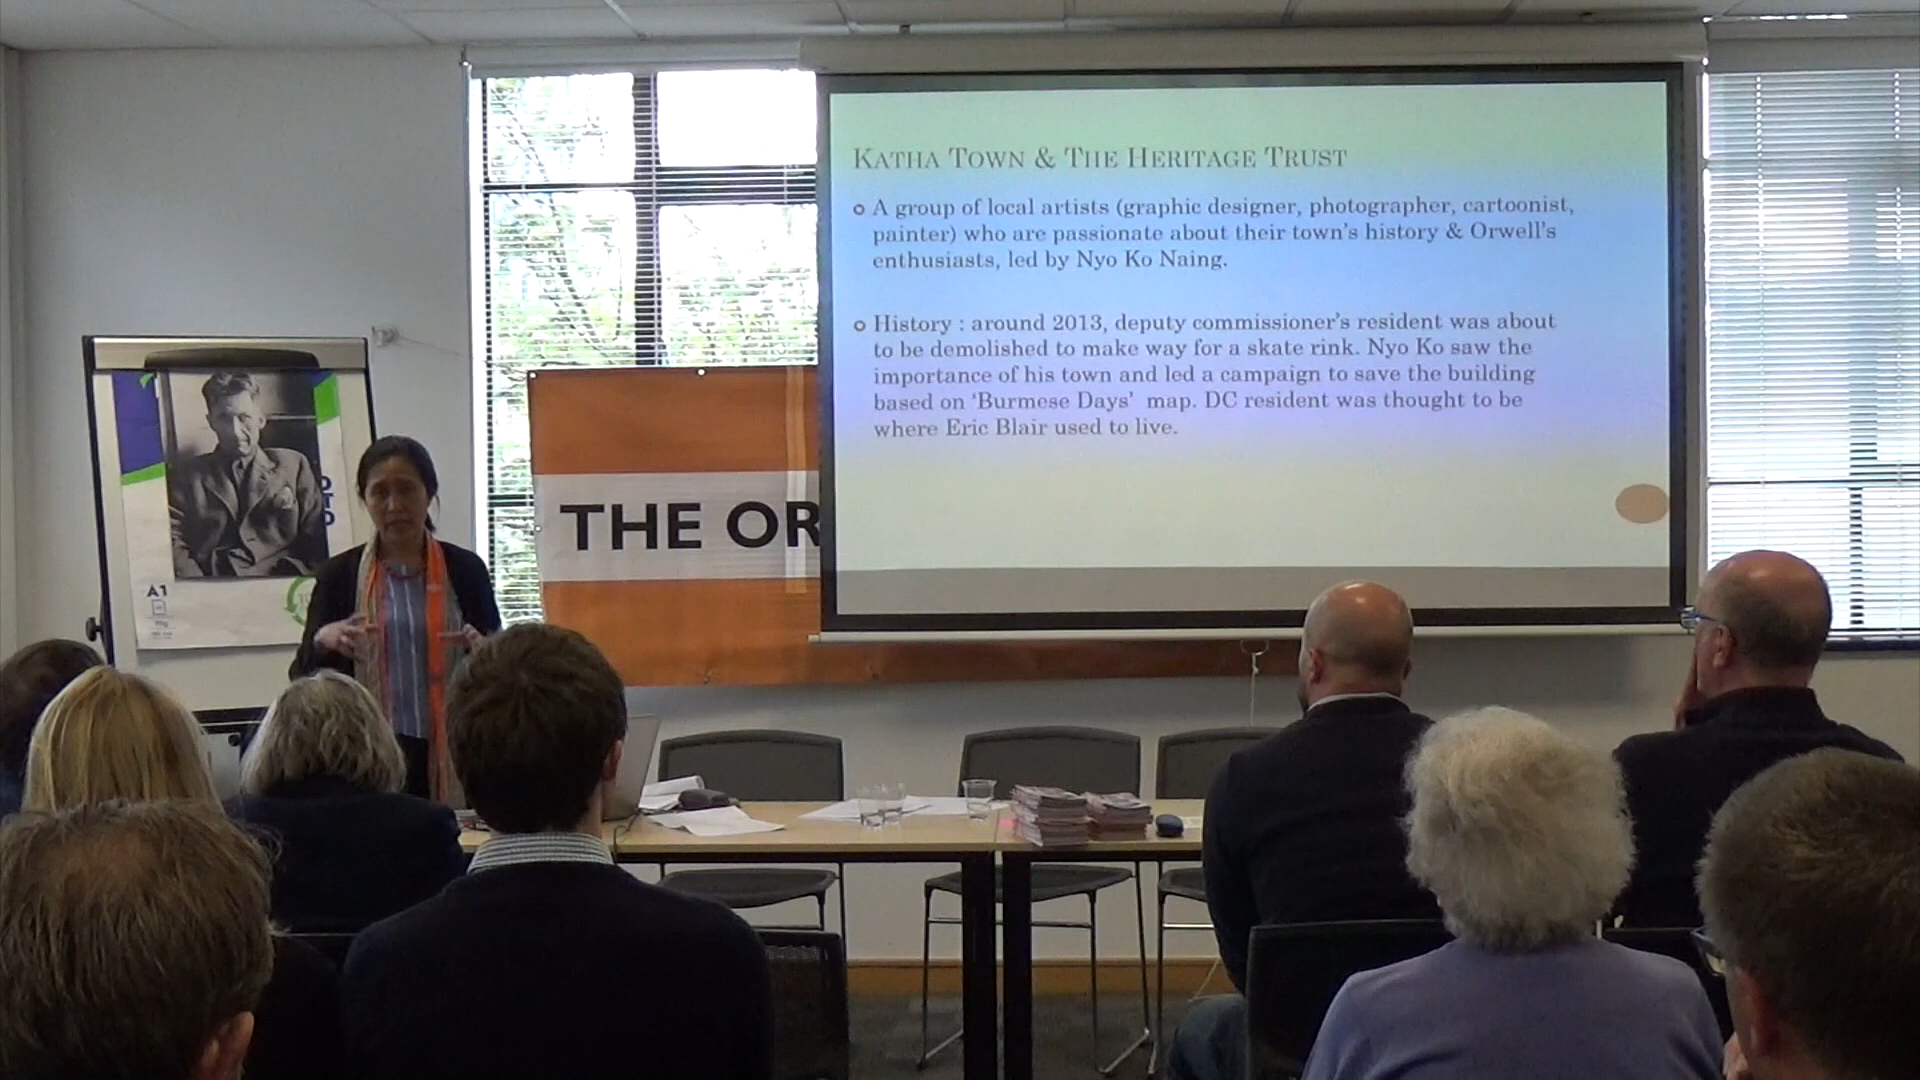 KATHA TOWN & THE HERITAGE TRUST
A group of local artists (graphic designer, photographer, cartoonist,
painter) who are passionate about their town's history & Orwell's
enthusiasts, led by Nyo Ko Naing.
History : around 2013, deputy commissioner's resident was about
to be demolished to make way for a skate rink. Nyo Ko saw the
importance of his town and led a campaign to save the building
based on 'Burmese Days' map. DC resident was thought to be
where Eric Blair used to live.
THE OR
A1